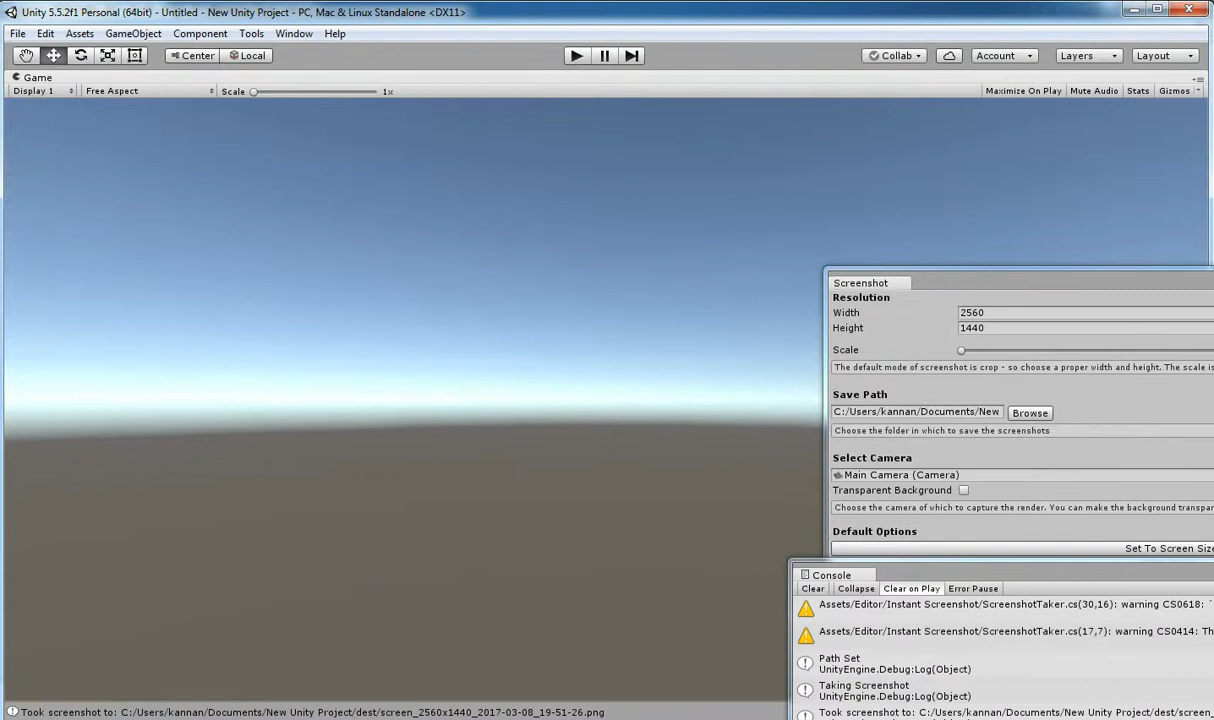 Unity 5.5.2f1 Personal (64bit) - Untitled - New Unity Project - PC, Mac & Linux Standalone <DX11>
File Edit Assets GameObject Component Tools Window Help
Center Local Collab Account Layers Layout
Game
Display 1 Free Aspect Scale 1x Maximize On Play Mute Audio Stats Gizmos
Screenshot
Resolution
Width 2560
Height 1440
Scale
The default mode of screenshot is crop - so choose a proper width and height. The scale is
Save Path
C:/Users/kannan/Documents/New Browse
Choose the folder in which to save the screenshots
Select Camera
Main Camera (Camera)
Transparent Background
Choose the camera of which to capture the render. You can make the background transpar
Default Options
Set To Screen Size
Console
Clear Collapse Clear on Play Error Pause
Assets/Editor/Instant Screenshot/ScreenshotTaker.cs(30,16): warning CS0618: `
Assets/Editor/Instant Screenshot/ScreenshotTaker.cs(17,7): warning CS0414: Th
Path Set
UnityEngine.Debug:Log(Object)
Taking Screenshot
UnityEngine.Debug:Log(Object)
Took screenshot to: C:/Users/kannan/Documents/New Unity Project/dest/screen_
Took screenshot to: C:/Users/kannan/Documents/New Unity Project/dest/screen_2560x1440_2017-03-08_19-51-26.png